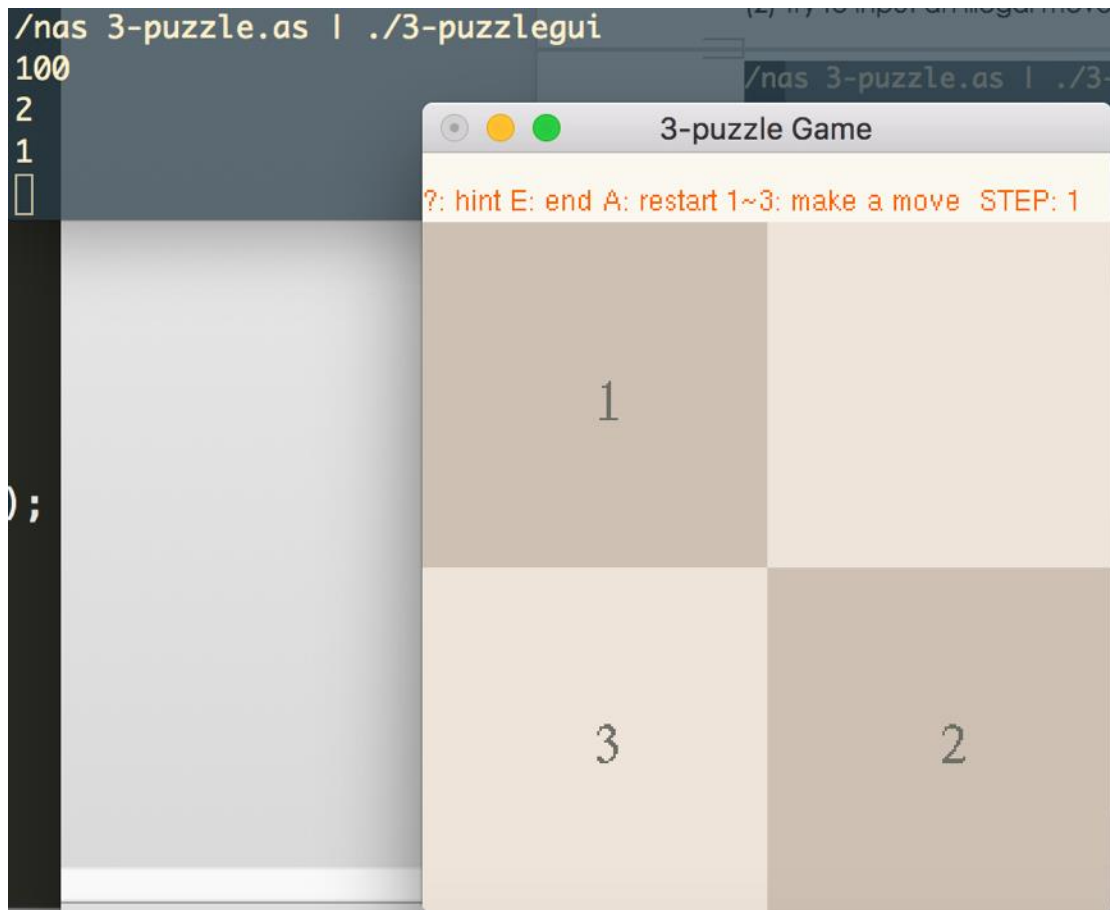 /nas 3-puzzle.as | ./3-puzzlegui
100
2
1
/nas 3-puzzle.as | ./3-
3-puzzle Game
?: hint E: end A: restart 1~3: make a move STEP: 1
1
3 2
);